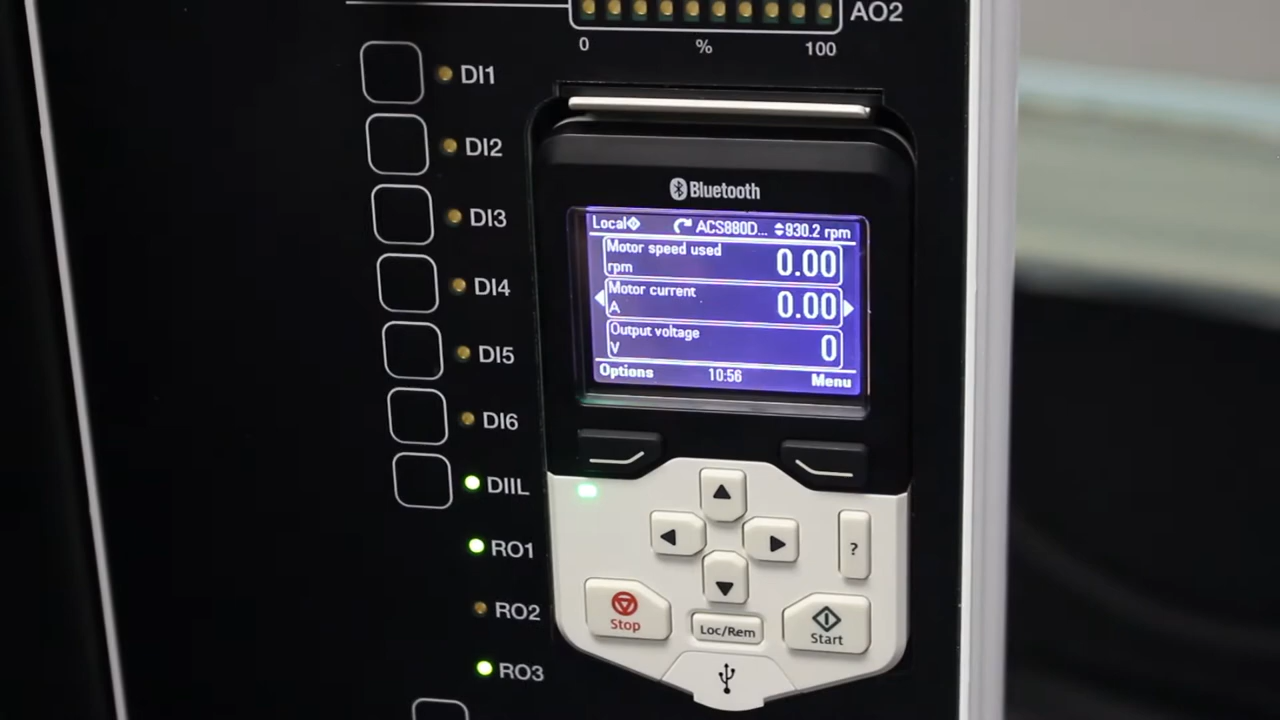 AO2
0 % 100
DI1
DI2
DI3
DI4
DI5
DI6
DIIL
RO1
RO2
RO3
Bluetooth
Local ACS880D... 930.2 rpm
Motor speed used
rpm 0.00
Motor current
A 0.00
Output voltage
V 0
Options 10:56 Menu
?
Stop Loc/Rem Start